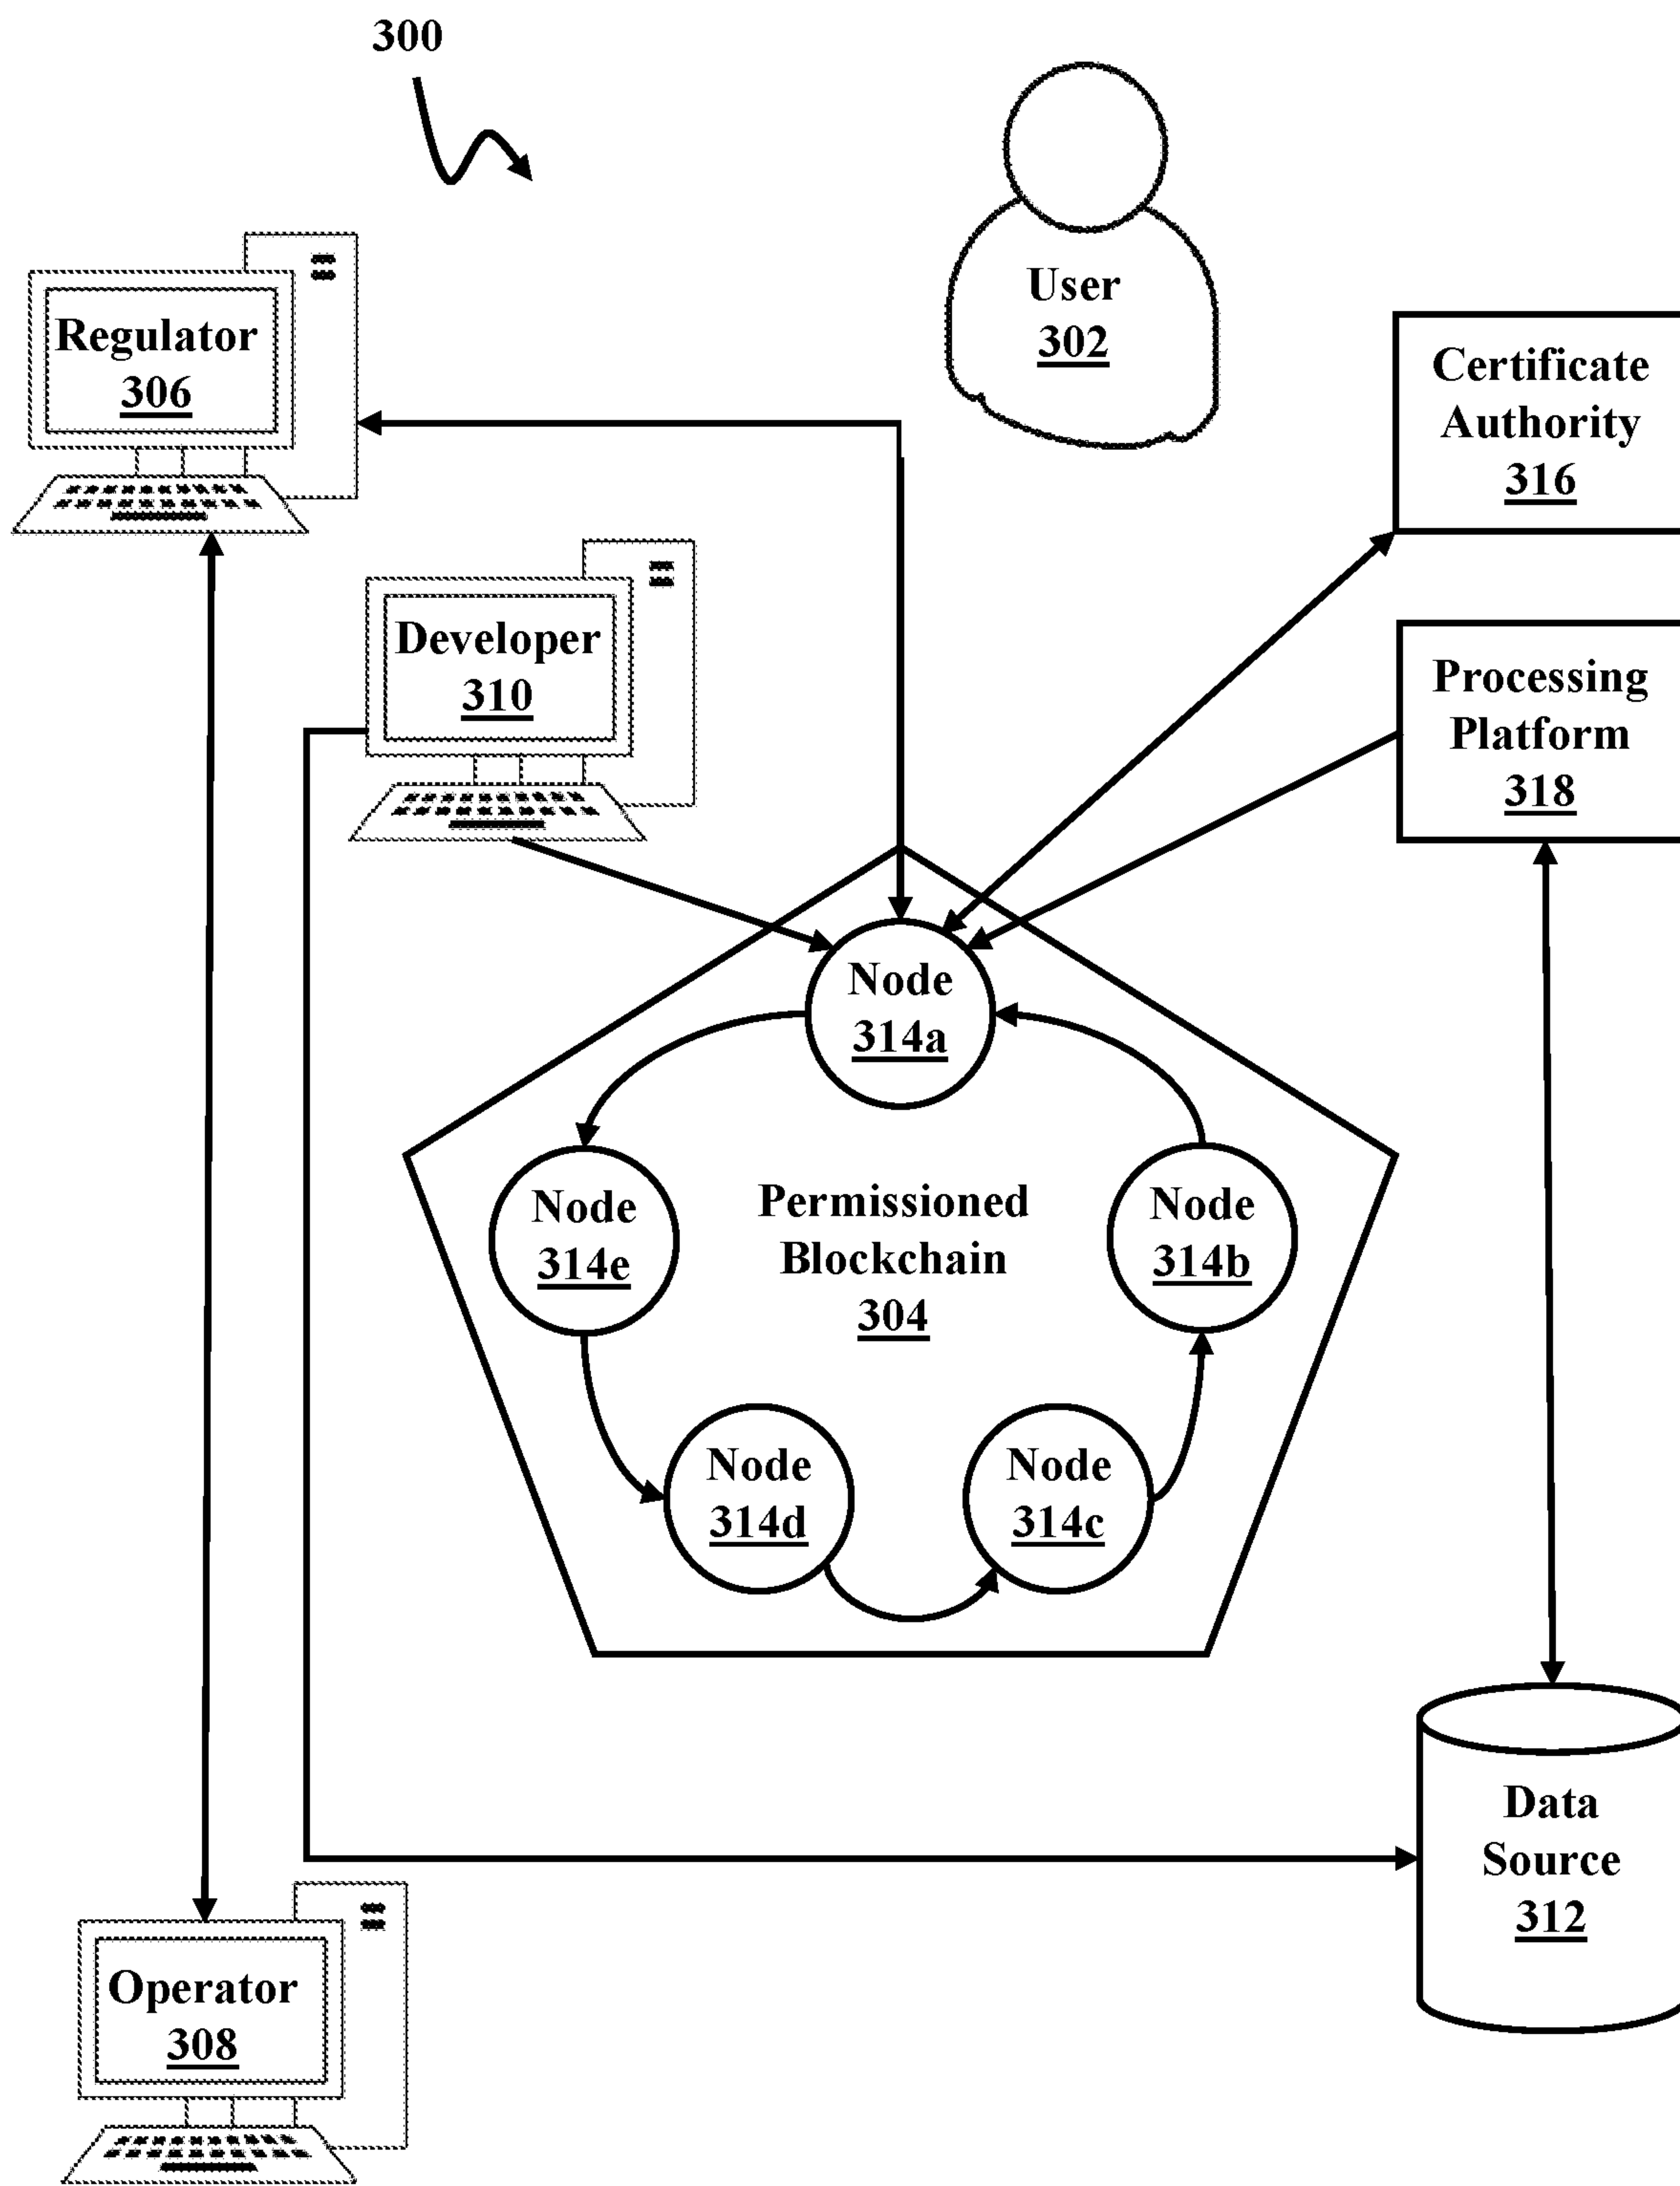 300
User
302
Regulator
306
Certificate
Authority
316
Developer
310
Processing
Platform
318
Node
314a
Node
314e
Permissioned
Blockchain
304
Node
314b
Node
314d
Node
314c
Data
Source
312
Operator
308